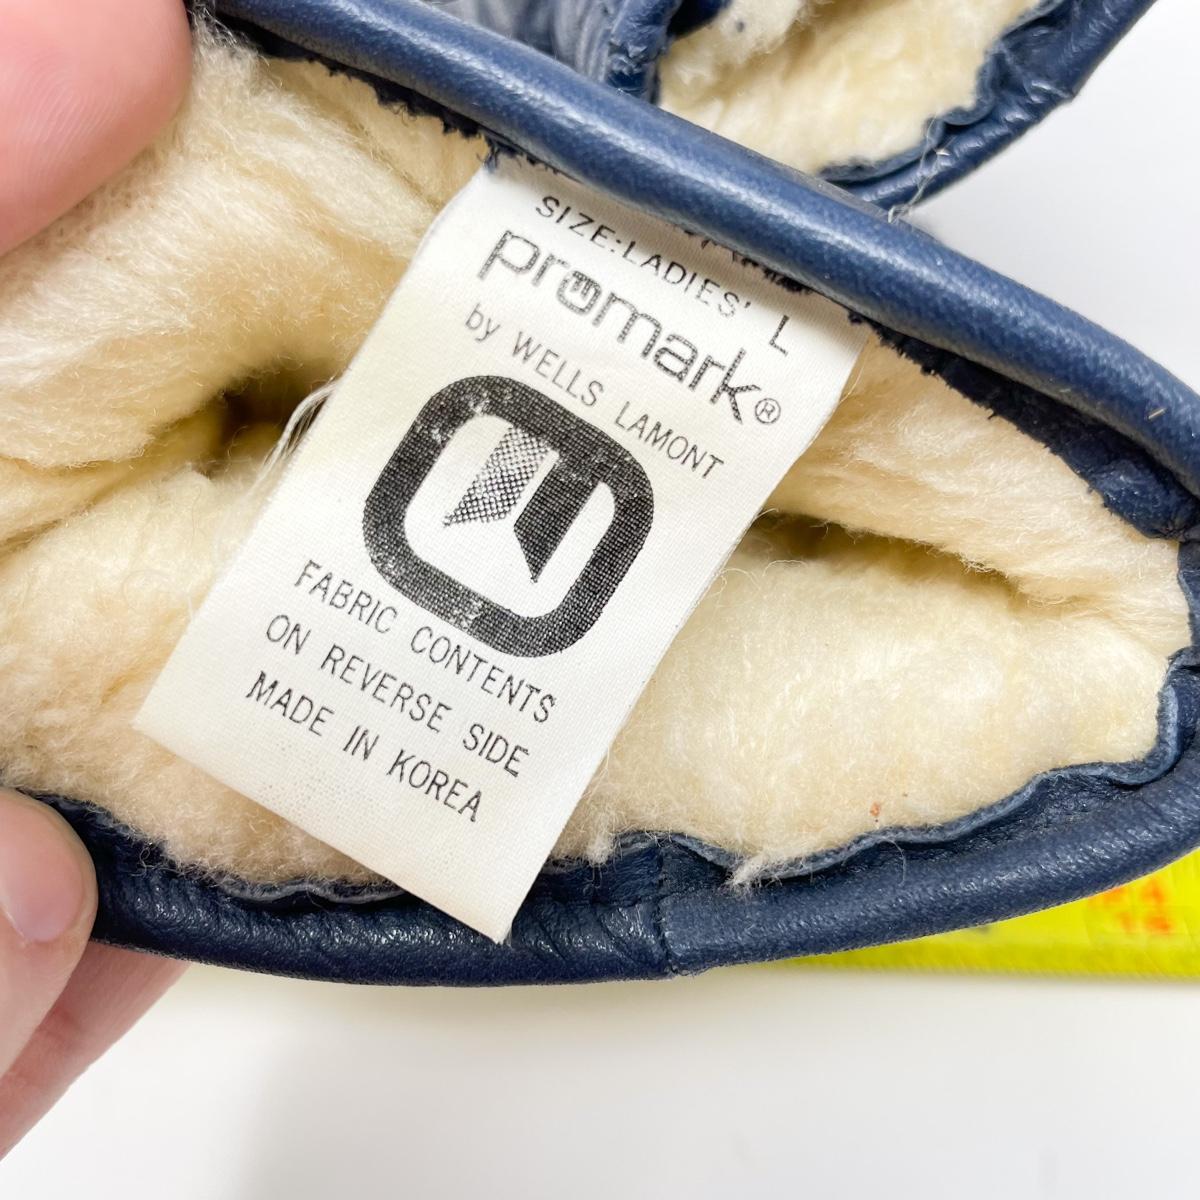 SIZE: LADIES' L
promark®
by WELLS LAMONT
FABRIC CONTENTS
ON REVERSE SIDE
MADE IN KOREA